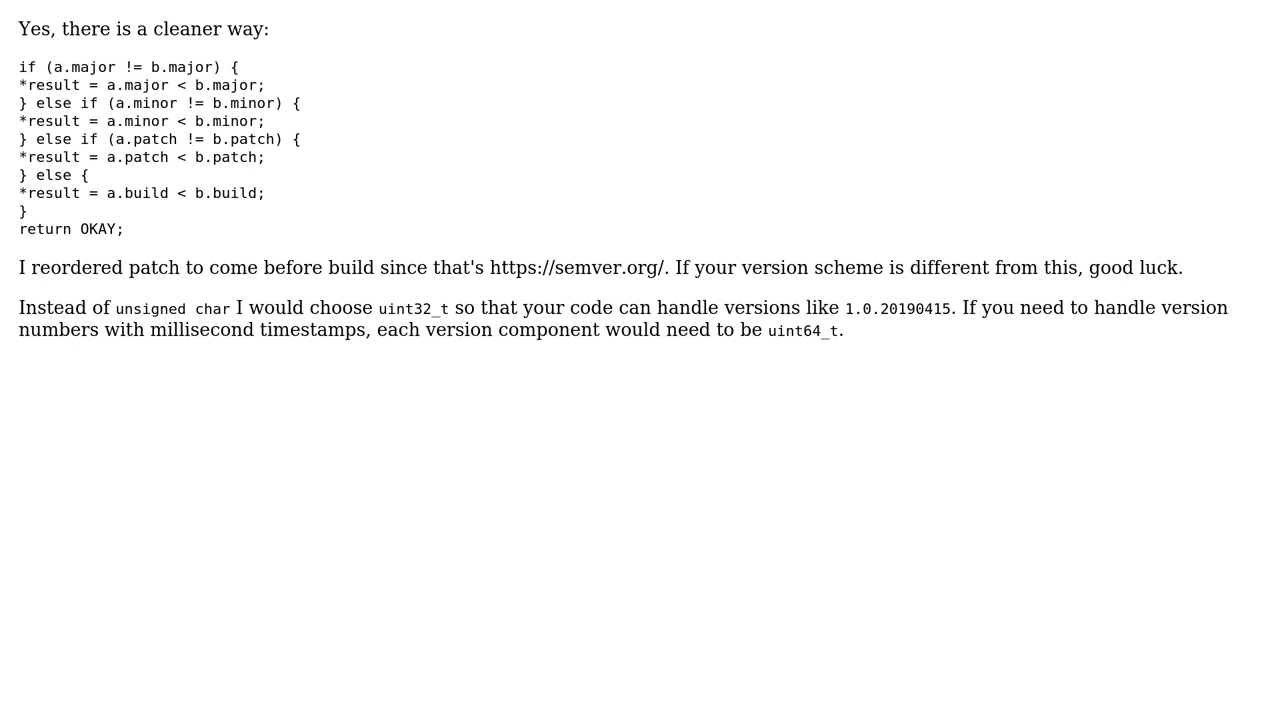 Yes, there is a cleaner way:
if (a.major != b.major) {
*result = a.major < b.major;
} else if (a.minor != b.minor) {
*result = a.minor < b.minor;
} else if (a.patch != b.patch) {
*result = a.patch < b.patch;
} else {
*result = a.build < b.build;
}
return OKAY;
I reordered patch to come before build since that's https://semver.org/. If your version scheme is different from this, good luck.
Instead of unsigned char I would choose uint32_t so that your code can handle versions like 1.0.20190415. If you need to handle version
numbers with millisecond timestamps, each version component would need to be uint64_t.